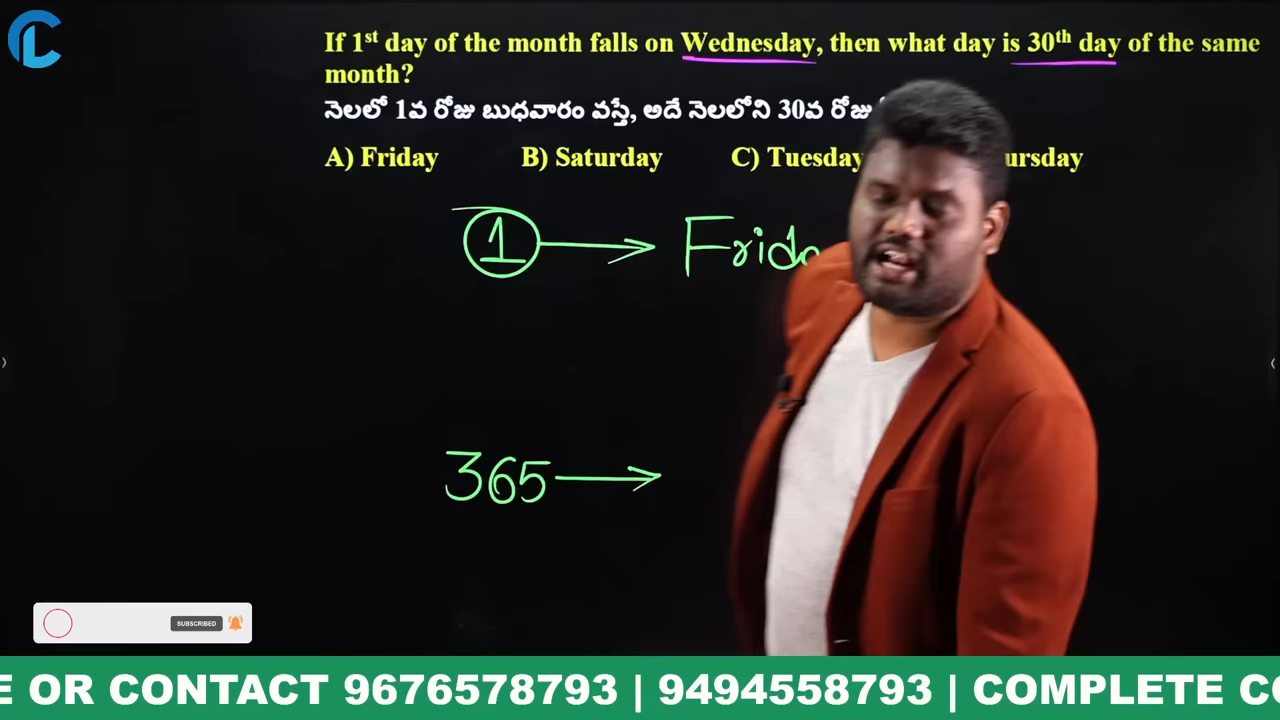 If 1st day of the month falls on Wednesday, then what day is 30th day of the same
month?
నెలలో 1వ రోజు బుధవారం వస్తే, అదే నెలలోని 30వ రోజు
A) Friday B) Saturday C) Tuesday
1 → Frida
365 →
SUBSCRIBED
E OR CONTACT 9676578793 | 9494558793 | COMPLETE CO